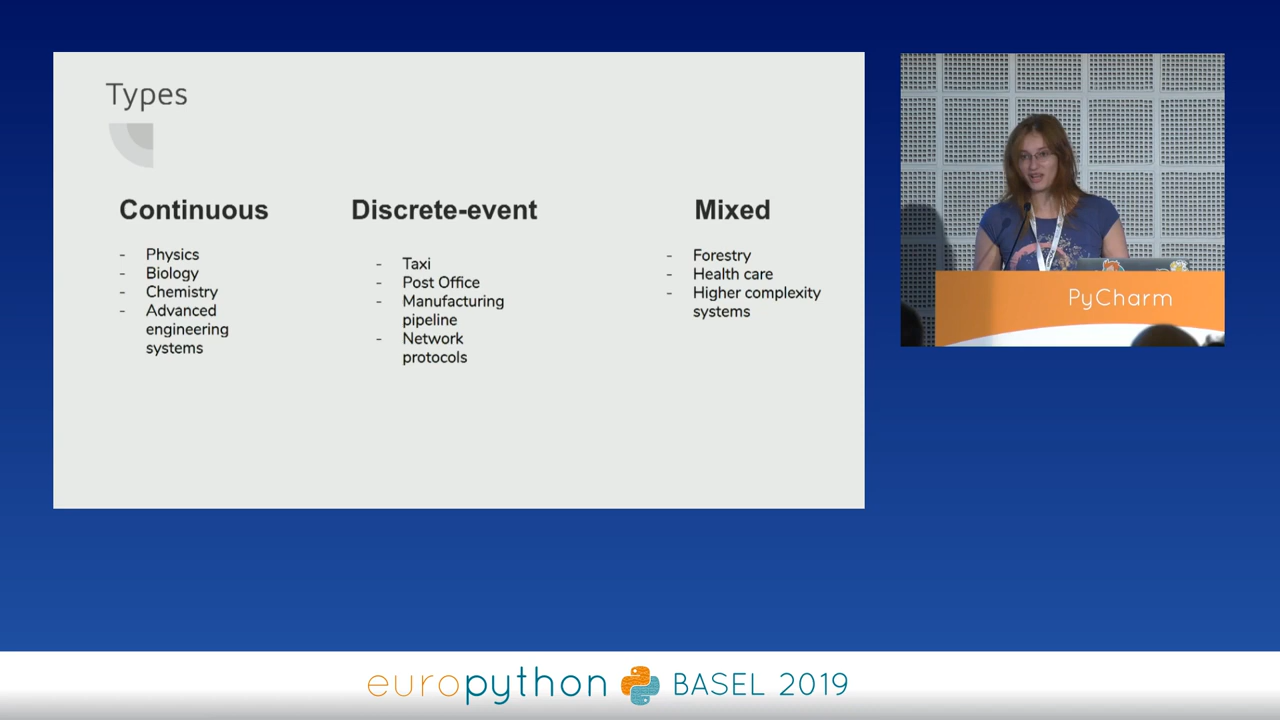 Types
Continuous
- Physics
- Biology
- Chemistry
- Advanced
engineering
systems
Discrete-event
- Taxi
- Post Office
- Manufacturing
pipeline
- Network
protocols
Mixed
- Forestry
- Health care
- Higher complexity
systems
PyCharm
europython BASEL 2019